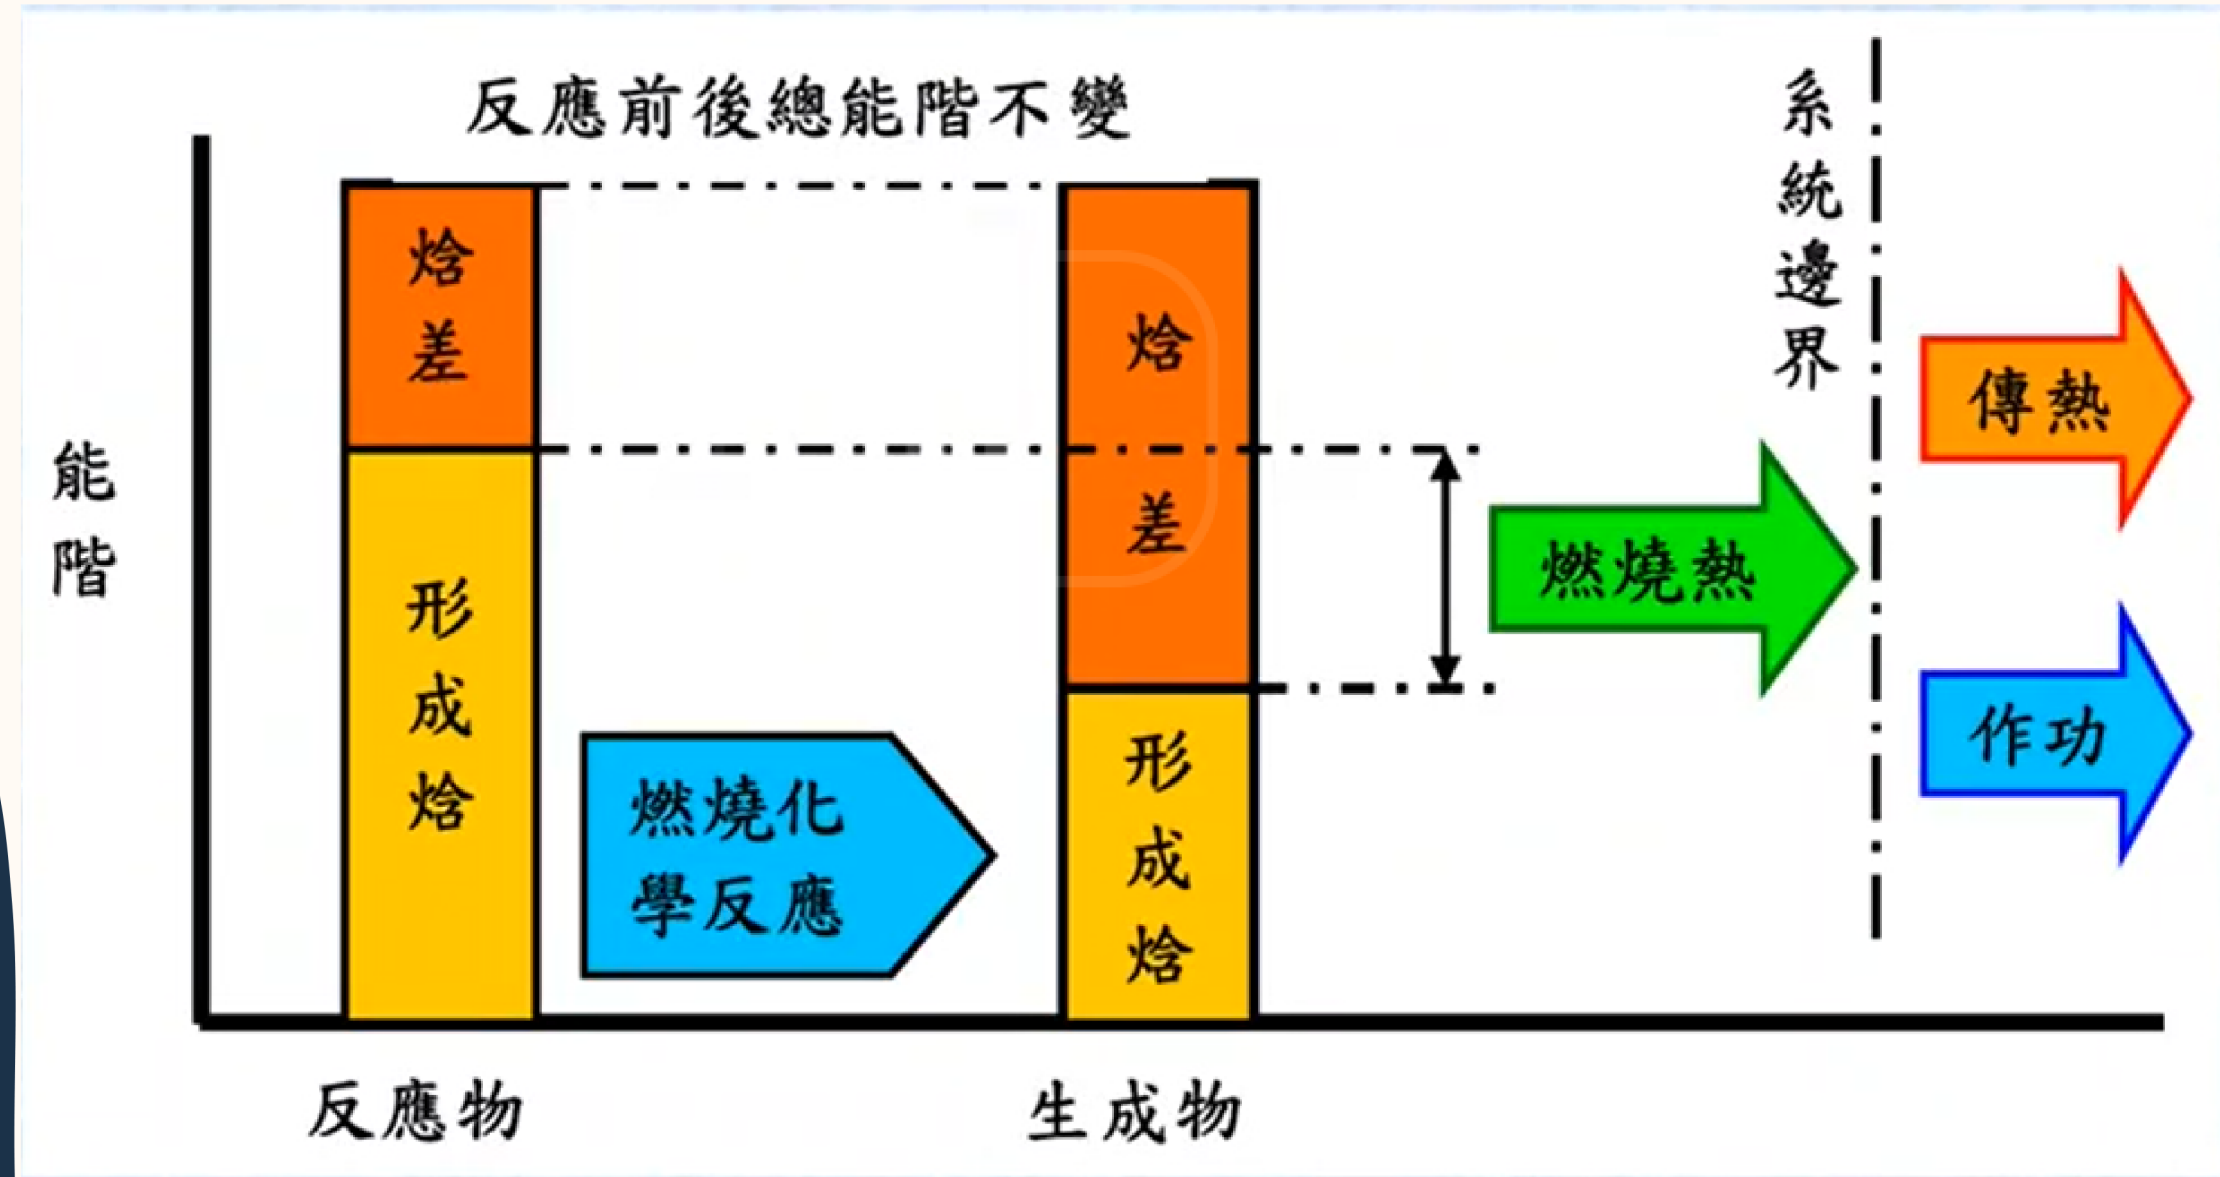 反應前後總能階不變
能階
焓差
形成焓
燃燒化
學反應
焓差
形成焓
燃燒熱
系統邊界
傳熱
作功
反應物
生成物